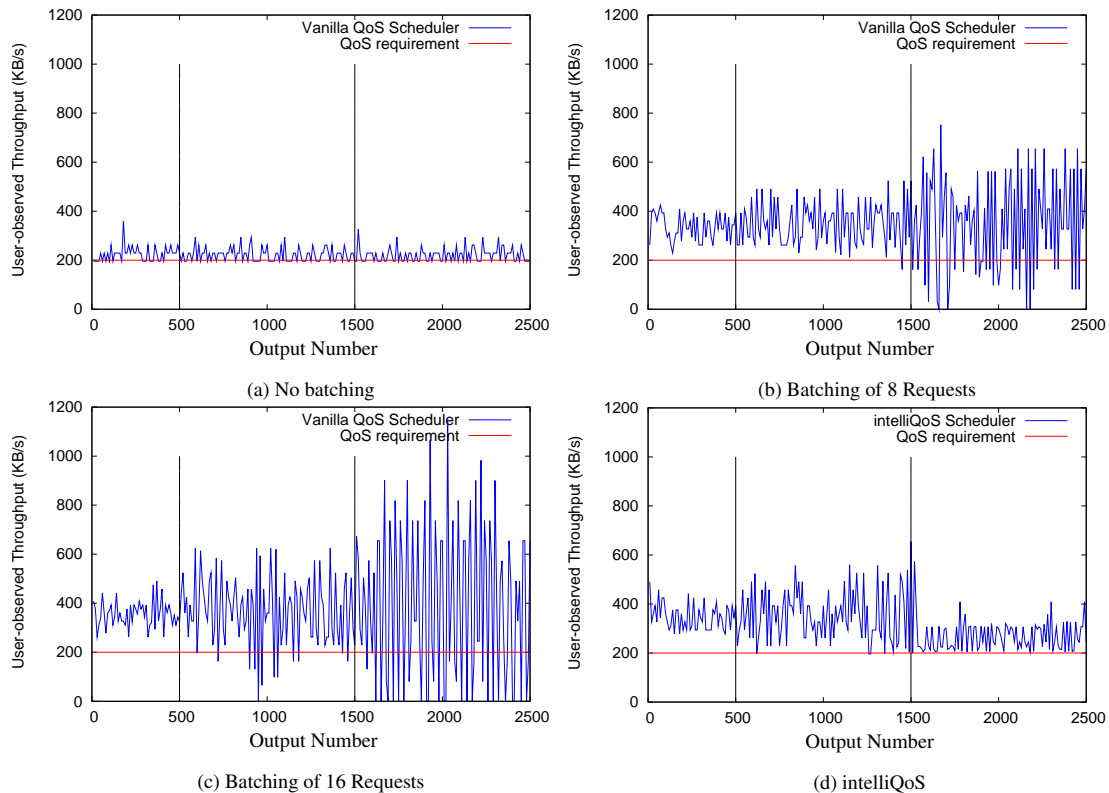 1200
1000
800
600
400
200
0
User-observed Throughput (KB/s)
Vanilla QoS Scheduler
QoS requirement
0 500 1000 1500 2000 2500
Output Number
(a) No batching
1200
1000
800
600
400
200
0
User-observed Throughput (KB/s)
Vanilla QoS Scheduler
QoS requirement
0 500 1000 1500 2000 2500
Output Number
(b) Batching of 8 Requests
1200
1000
800
600
400
200
0
User-observed Throughput (KB/s)
Vanilla QoS Scheduler
QoS requirement
0 500 1000 1500 2000 2500
Output Number
(c) Batching of 16 Requests
1200
1000
800
600
400
200
0
User-observed Throughput (KB/s)
intelliQoS Scheduler
QoS requirement
0 500 1000 1500 2000 2500
Output Number
(d) intelliQoS